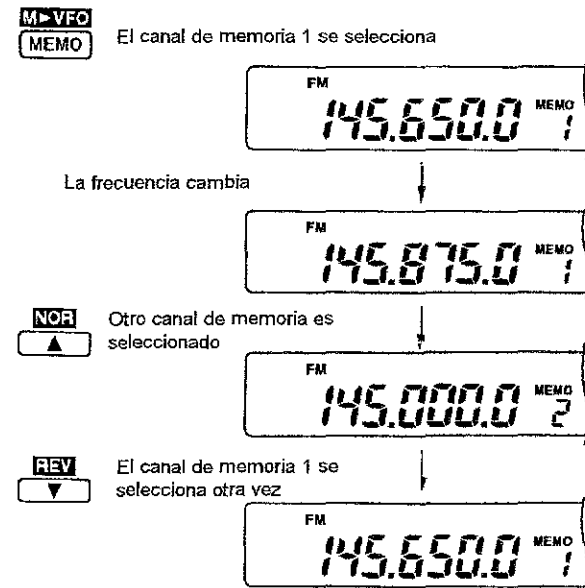 M►VFO
MEMO
El canal de memoria 1 se selecciona
FM
145.650.0 MEMO 1
La frecuencia cambia
FM
145.875.0 MEMO 1
NOR
▲
Otro canal de memoria es
seleccionado
FM
145.000.0 MEMO 2
REV
▼
El canal de memoria 1 se
selecciona otra vez
FM
145.650.0 MEMO 1